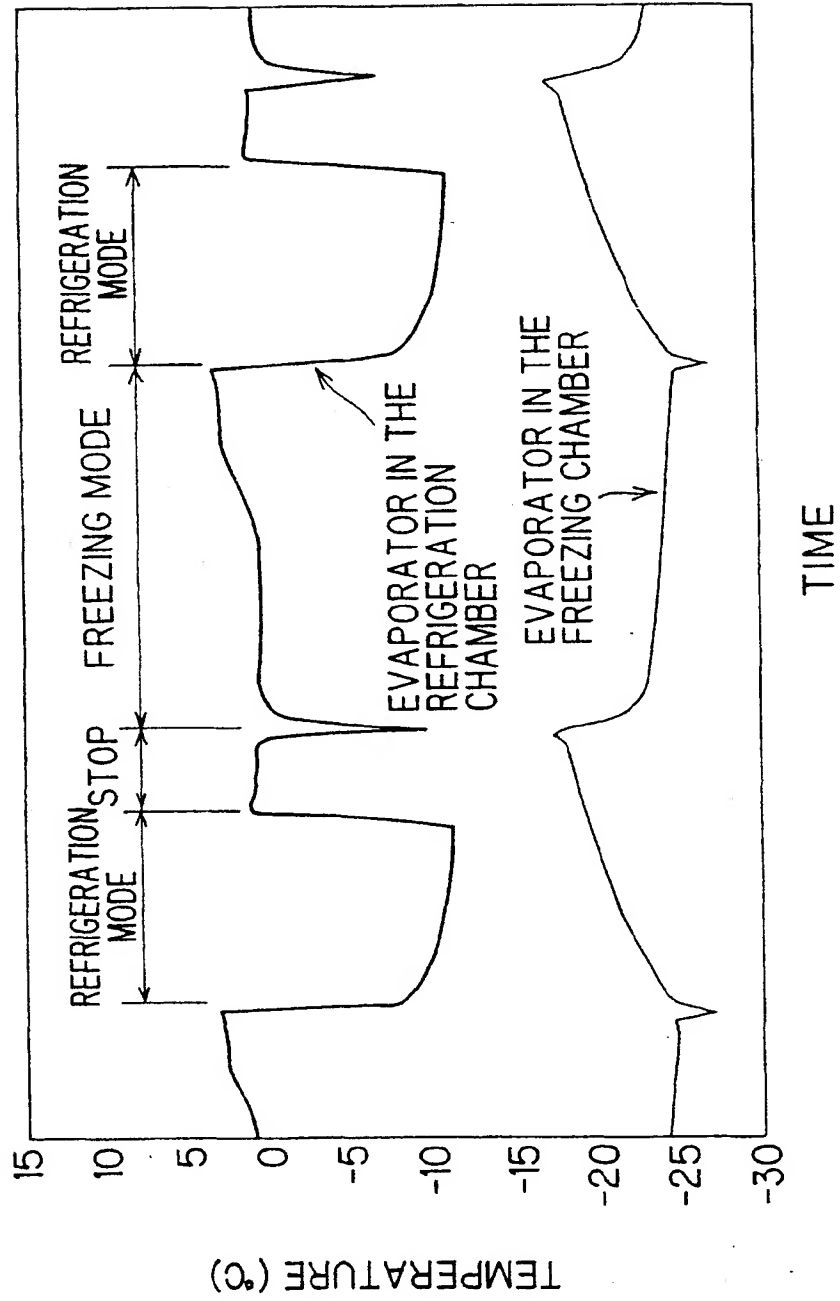 TEMPERATURE (°C)
15
10
5
0
-5
-10
-15
-20
-25
-30
REFRIGERATION
MODE
STOP
FREEZING MODE
REFRIGERATION
MODE
EVAPORATOR IN THE
REFRIGERATION
CHAMBER
EVAPORATOR IN THE
FREEZING CHAMBER
TIME